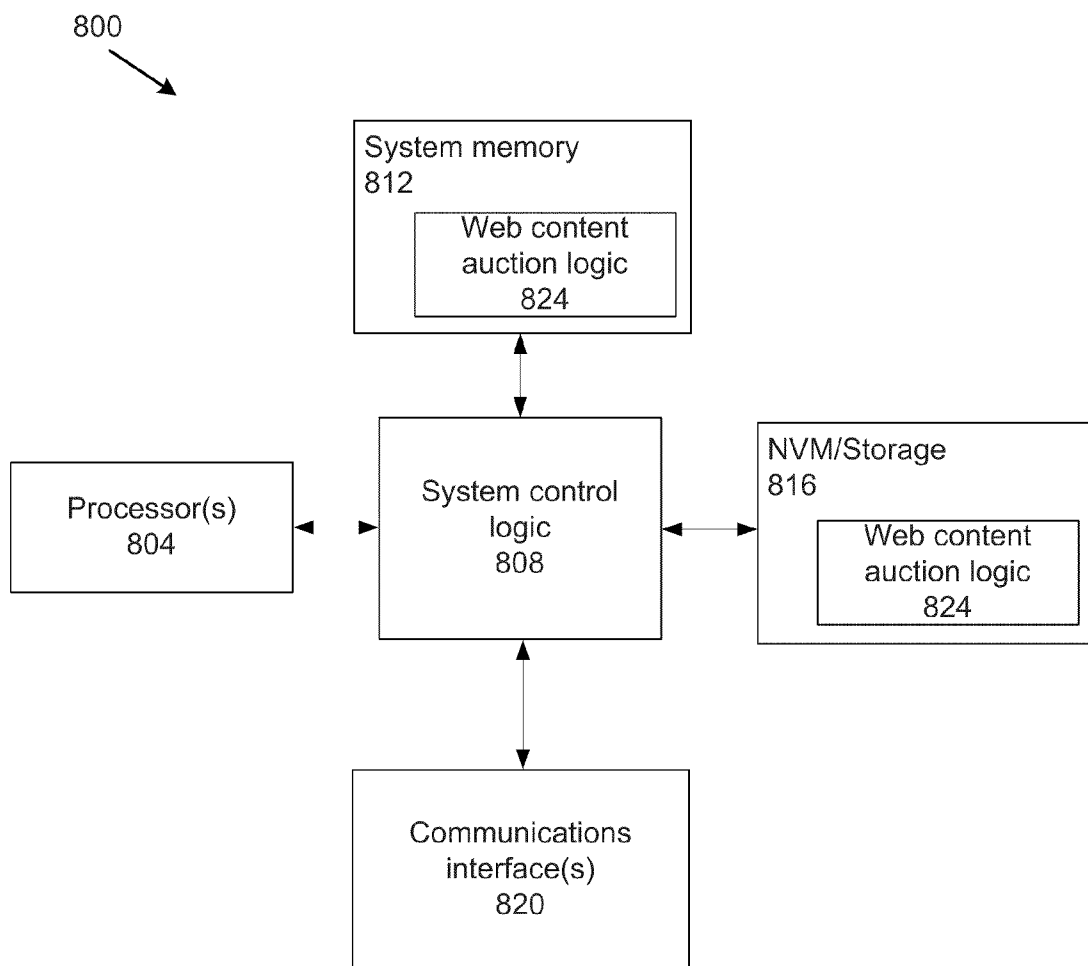 800
System memory
812
Web content
auction logic
824
Processor(s)
804
System control
logic
808
NVM/Storage
816
Web content
auction logic
824
Communications
interface(s)
820